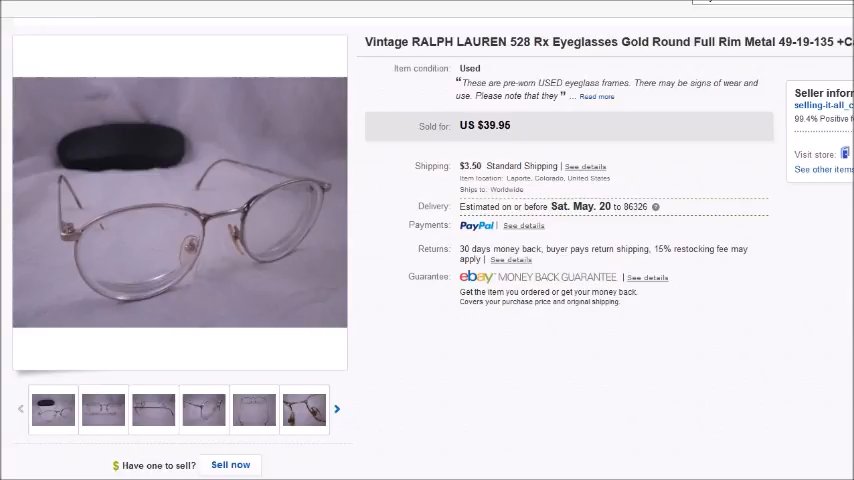 Vintage RALPH LAUREN 528 Rx Eyeglasses Gold Round Full Rim Metal 49-19-135 +C
Item condition: Used
“These are pre-worn USED eyeglass frames. There may be signs of wear and
use. Please note that they ” ... Read more
Sold for: US $39.95
Shipping: $3.50 Standard Shipping | See details
Item location: Laporte, Colorado, United States
Ships to: Worldwide
Delivery: Estimated on or before Sat. May. 20 to 86326
Payments: PayPal | See details
Returns: 30 days money back, buyer pays return shipping, 15% restocking fee may
apply | See details
Guarantee: ebay MONEY BACK GUARANTEE | See details
Get the item you ordered or get your money back.
Covers your purchase price and original shipping.
Seller infor
selling-it-all_c
99.4% Positive f
Visit store:
See other items
$ Have one to sell? Sell now